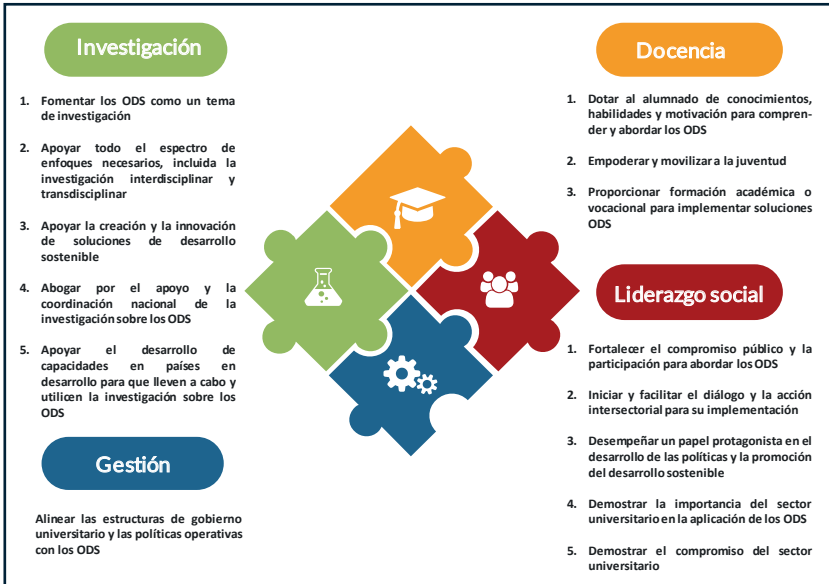 Investigación
1. Fomentar los ODS como un tema
de investigación
2. Apoyar todo el espectro de
enfoques necesarios, incluida la
investigación interdisciplinar y
transdisciplinar
3. Apoyar la creación y la innovación
de soluciones de desarrollo
sostenible
4. Abogar por el apoyo y la
coordinación nacional de la
investigación sobre los ODS
5. Apoyar el desarrollo de
capacidades en países en
desarrollo para que lleven a cabo y
utilicen la investigación sobre los
ODS
Gestión
Alinear las estructuras de gobierno
universitario y las políticas operativas
con los ODS
Docencia
1. Dotar al alumnado de conocimientos,
habilidades y motivación para compren-
der y abordar los ODS
2. Empoderar y movilizar a la juventud
3. Proporcionar formación académica o
vocacional para implementar soluciones
ODS
Liderazgo social
1. Fortalecer el compromiso público y la
participación para abordar los ODS
2. Iniciar y facilitar el diálogo y la acción
intersectorial para su implementación
3. Desempeñar un papel protagonista en el
desarrollo de las políticas y la promoción
del desarrollo sostenible
4. Demostrar la importancia del sector
universitario en la aplicación de los ODS
5. Demostrar el compromiso del sector
universitario